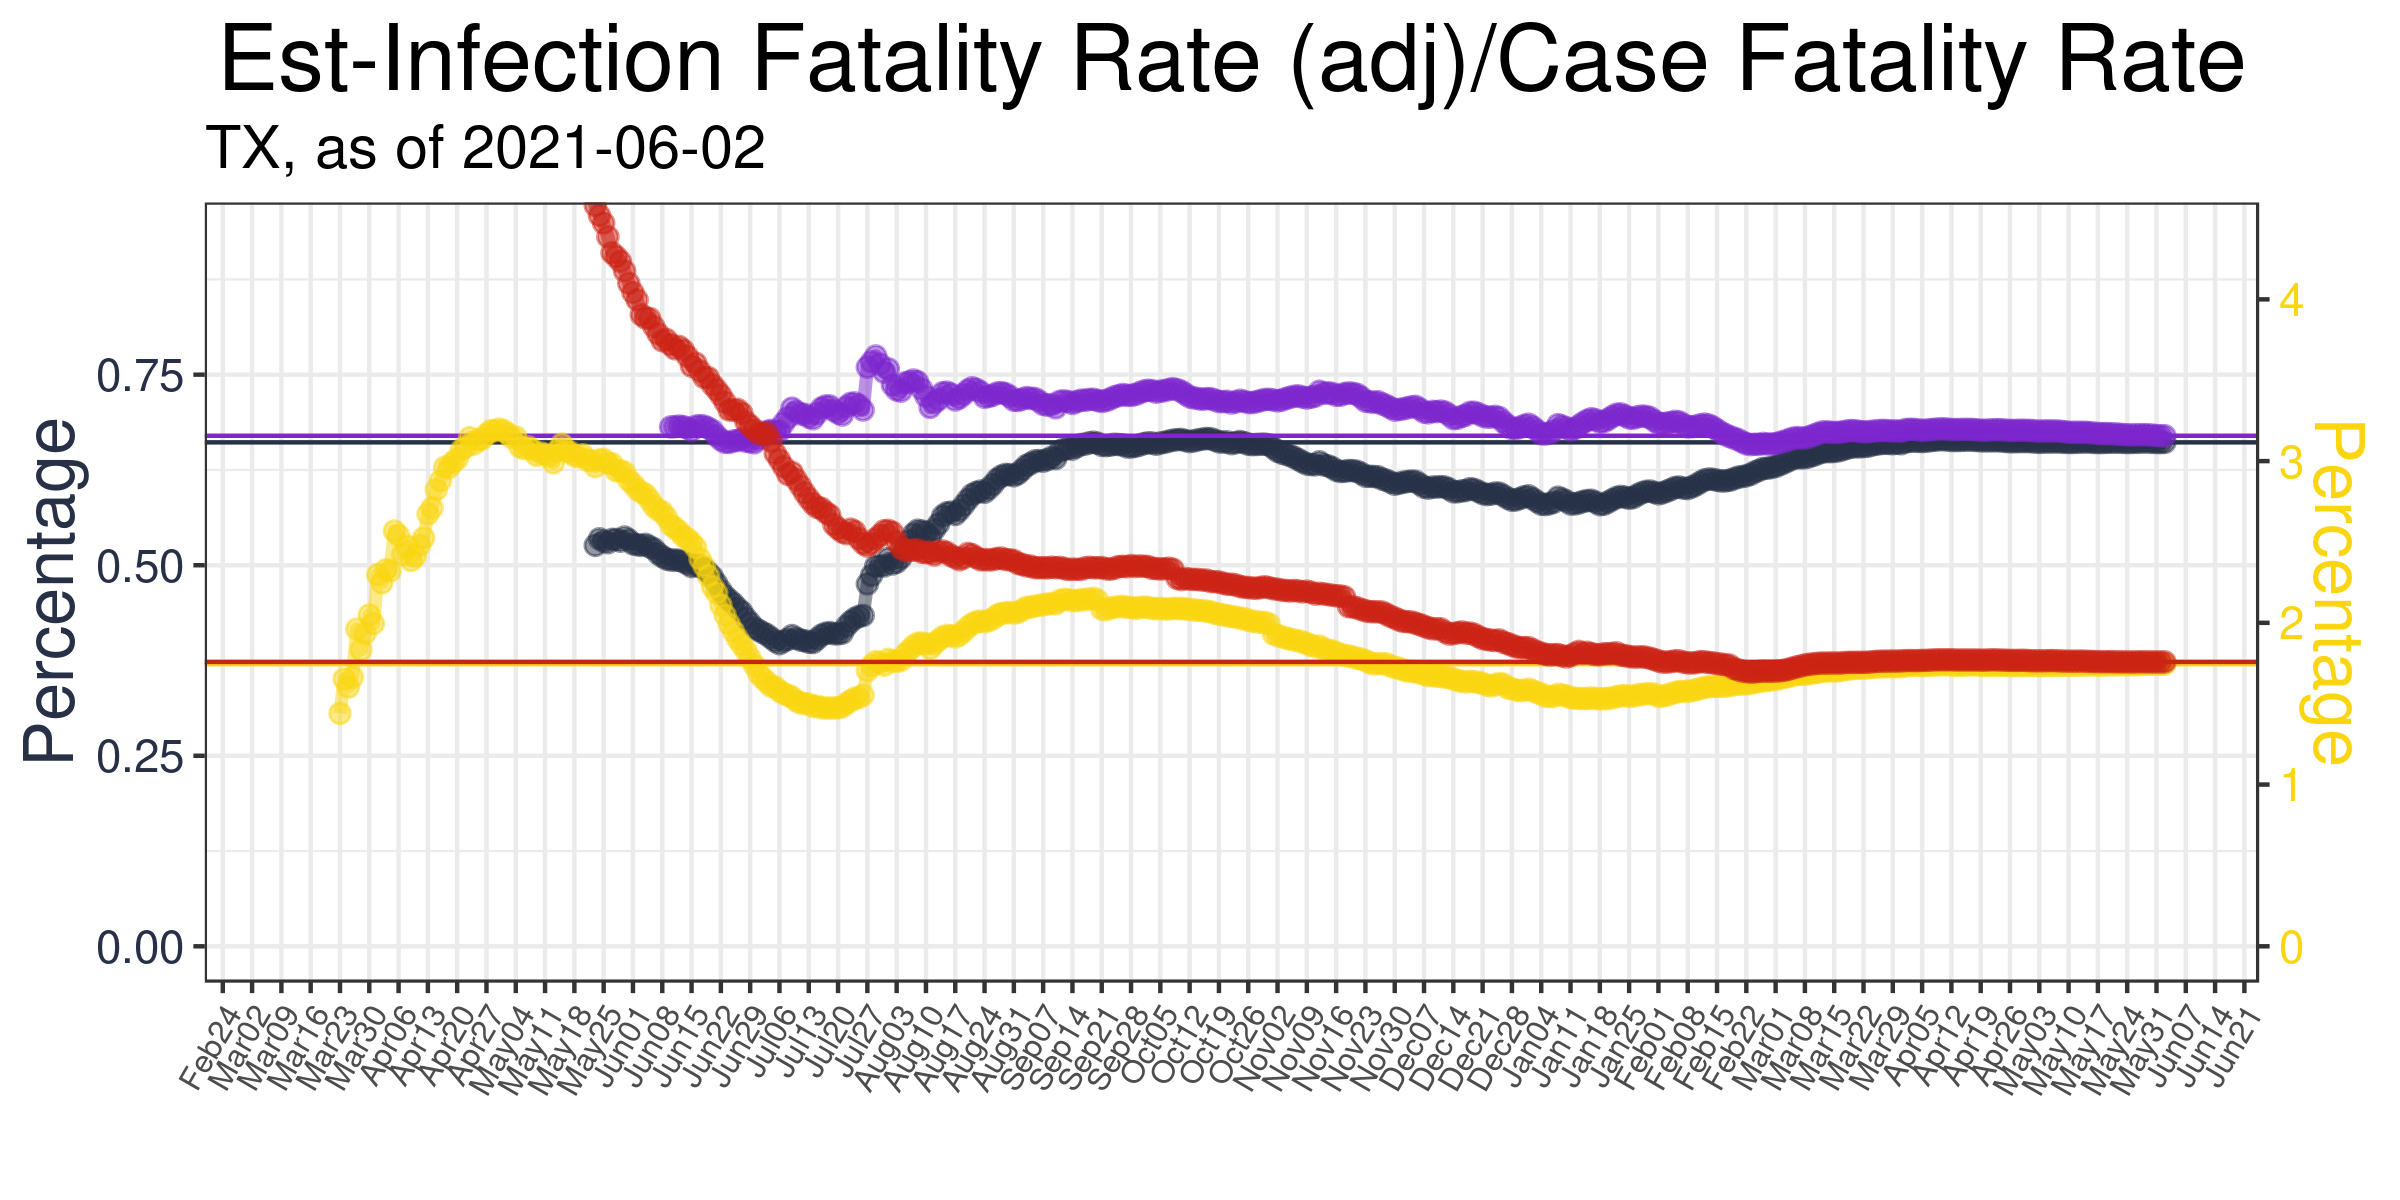 Est-Infection Fatality Rate (adj)/Case Fatality Rate
TX, as of 2021-06-02
Percentage
0.75
0.50
0.25
0.00
4
3
2
1
0
Percentage
Feb24
Mar02
Mar09
Mar16
Mar23
Mar30
Apr06
Apr13
Apr20
Apr27
May04
May11
May18
May25
Jun01
Jun08
Jun15
Jun22
Jun29
Jul06
Jul13
Jul20
Jul27
Aug03
Aug10
Aug17
Aug24
Aug31
Sep07
Sep14
Sep21
Sep28
Oct05
Oct12
Oct19
Oct26
Nov02
Nov09
Nov16
Nov23
Nov30
Dec07
Dec14
Dec21
Dec28
Jan04
Jan11
Jan18
Jan25
Feb01
Feb08
Feb15
Feb22
Mar01
Mar08
Mar15
Mar22
Mar29
Apr05
Apr12
Apr19
Apr26
May03
May10
May17
May24
May31
Jun07
Jun14
Jun21